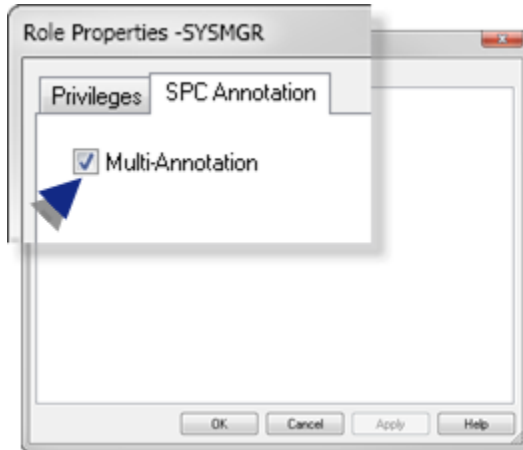 Role Properties -SYSMGR
Privileges SPC Annotation
Multi-Annotation
OK Cancel Apply Help